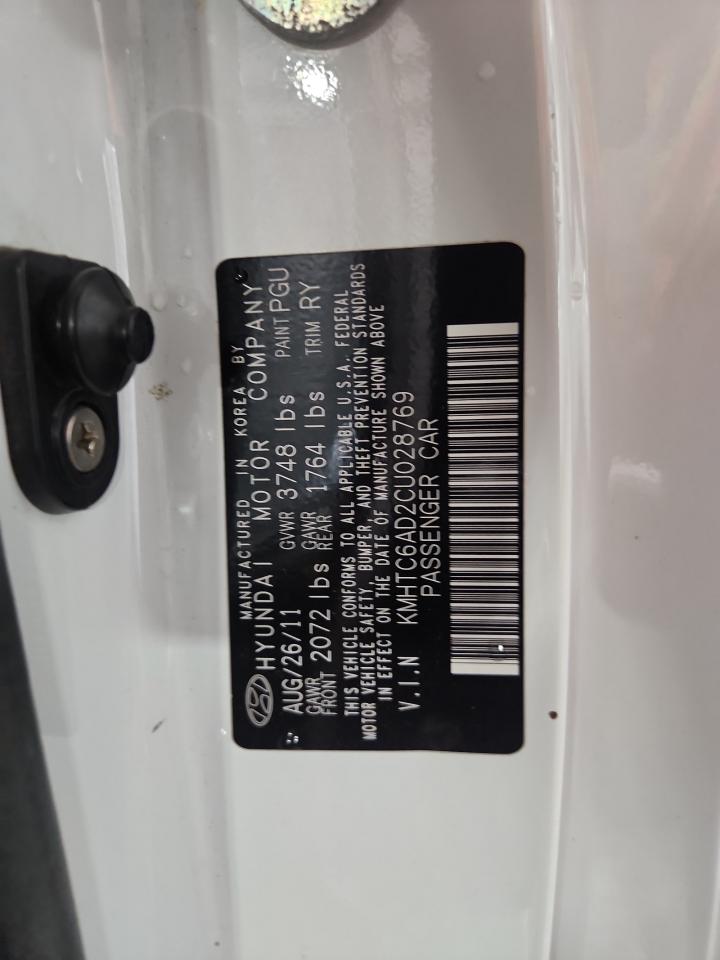 MANUFACTURED IN KOREA BY
HYUNDAI MOTOR COMPANY
AUG/26/11 GVWR 3748 lbs PAINT PGU
GAWR FRONT 2072 lbs GAWR REAR 1764 lbs TRIM RY
THIS VEHICLE CONFORMS TO ALL APPLICABLE U.S.A. FEDERAL
MOTOR VEHICLE SAFETY, BUMPER, AND THEFT PREVENTION STANDARDS
IN EFFECT ON THE DATE OF MANUFACTURE SHOWN ABOVE
V.I.N KMHTC6AD2CU028769
PASSENGER CAR